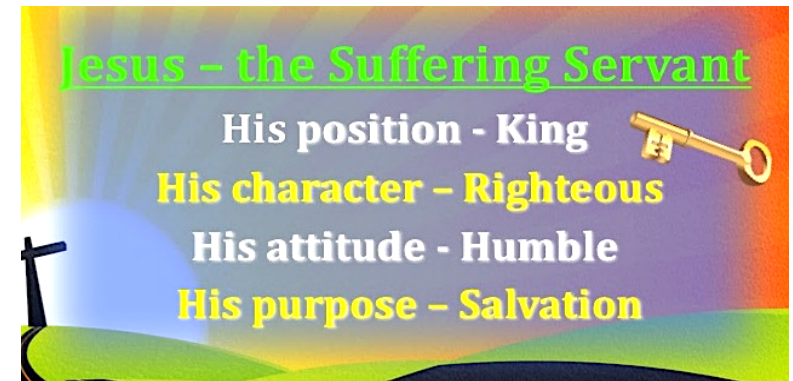 Jesus – the Suffering Servant
His position - King
His character – Righteous
His attitude - Humble
His purpose – Salvation